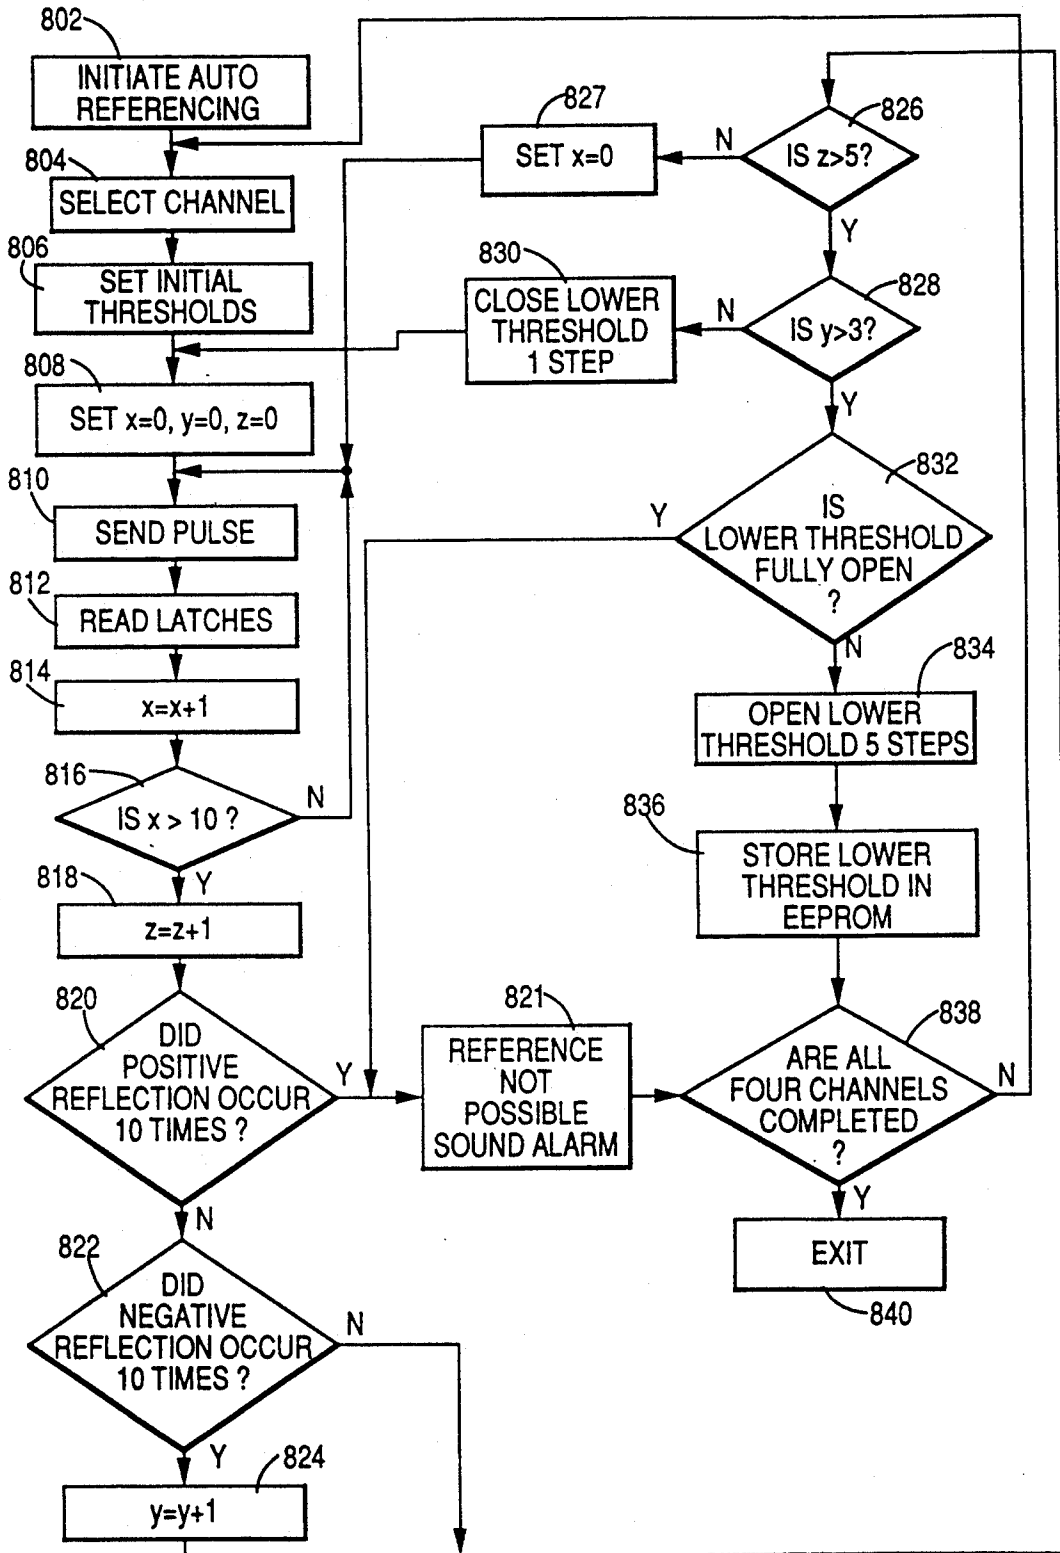 802
INITIATE AUTO
REFERENCING
804
SELECT CHANNEL
806
SET INITIAL
THRESHOLDS
808
SET x=0, y=0, z=0
810
SEND PULSE
812
READ LATCHES
814
x=x+1
816
IS x > 10 ?
N
Y
818
z=z+1
820
DID
POSITIVE
REFLECTION OCCUR
10 TIMES ?
Y
N
822
DID
NEGATIVE
REFLECTION OCCUR
10 TIMES ?
N
Y
824
y=y+1
821
REFERENCE
NOT
POSSIBLE
SOUND ALARM
827
SET x=0
826
IS z>5?
N
Y
830
CLOSE LOWER
THRESHOLD
1 STEP
828
IS y>3?
N
Y
832
IS
LOWER THRESHOLD
FULLY OPEN
?
Y
N
834
OPEN LOWER
THRESHOLD 5 STEPS
836
STORE LOWER
THRESHOLD IN
EEPROM
838
ARE ALL
FOUR CHANNELS
COMPLETED
?
N
Y
EXIT
840